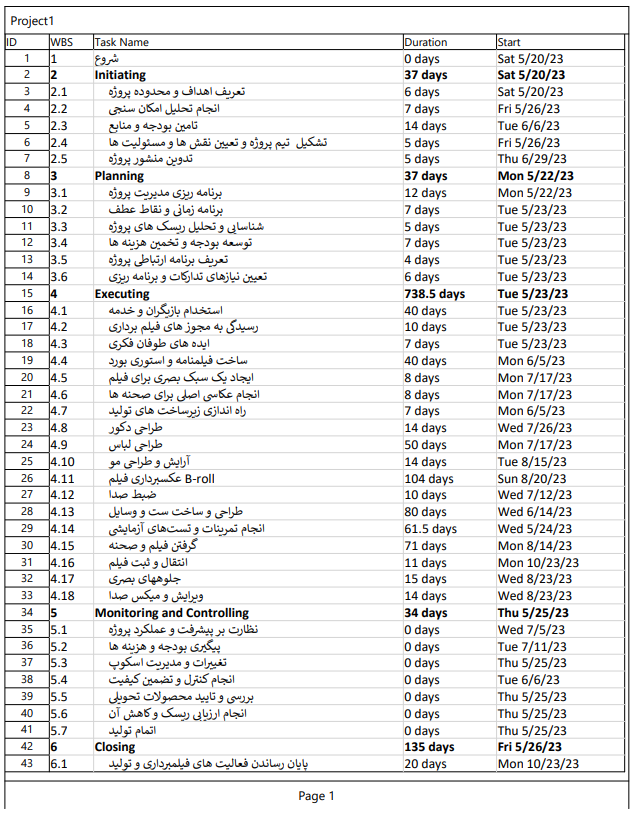 Project1
ID WBS Task Name Duration Start
1 1 شروع 0 days Sat 5/20/23
2 2 Initiating 37 days Sat 5/20/23
3 2.1 تعریف اهداف و محدوده پروژه 6 days Sat 5/20/23
4 2.2 انجام تحلیل امکان سنجی 7 days Fri 5/26/23
5 2.3 تامین بودجه و منابع 14 days Tue 6/6/23
6 2.4 تشکیل تیم پروژه و تعیین نقش ها و مسئولیت ها 5 days Fri 5/26/23
7 2.5 تدوین منشور پروژه 5 days Thu 6/29/23
8 3 Planning 37 days Mon 5/22/23
9 3.1 برنامه ریزی مدیریت پروژه 12 days Mon 5/22/23
10 3.2 برنامه زمانی و نقاط عطف 7 days Tue 5/23/23
11 3.3 شناسایی و تحلیل ریسک های پروژه 5 days Tue 5/23/23
12 3.4 توسعه بودجه و تخمین هزینه ها 7 days Tue 5/23/23
13 3.5 تعریف برنامه ارتباطی پروژه 4 days Tue 5/23/23
14 3.6 تعیین نیازهای تدارکات و برنامه ریزی 6 days Tue 5/23/23
15 4 Executing 738.5 days Tue 5/23/23
16 4.1 استخدام بازیگران و خدمه 40 days Tue 5/23/23
17 4.2 رسیدگی به مجوز های فیلم برداری 10 days Tue 5/23/23
18 4.3 ایده های طوفان فکری 7 days Tue 5/23/23
19 4.4 ساخت فیلمنامه و استوری بورد 40 days Mon 6/5/23
20 4.5 ایجاد یک سبک بصری برای فیلم 8 days Mon 7/17/23
21 4.6 انجام عکاسی اصلی برای صحنه ها 8 days Mon 7/17/23
22 4.7 راه اندازی زیرساخت های تولید 7 days Mon 6/5/23
23 4.8 طراحی دکور 14 days Wed 7/26/23
24 4.9 طراحی لباس 50 days Mon 7/17/23
25 4.10 آرایش و طراحی مو 14 days Tue 8/15/23
26 4.11 عکسبرداری فیلم B-roll 104 days Sun 8/20/23
27 4.12 ضبط صدا 10 days Wed 7/12/23
28 4.13 طراحی و ساخت ست و وسایل 80 days Wed 6/14/23
29 4.14 انجام تمرینات و تست‌های آزمایشی 61.5 days Wed 5/24/23
30 4.15 گرفتن فیلم و صحنه 71 days Mon 8/14/23
31 4.16 انتقال و ثبت فیلم 11 days Mon 10/23/23
32 4.17 جلوههای بصری 15 days Wed 8/23/23
33 4.18 ویرایش و میکس صدا 14 days Wed 8/23/23
34 5 Monitoring and Controlling 34 days Thu 5/25/23
35 5.1 نظارت بر پیشرفت و عملکرد پروژه 0 days Wed 7/5/23
36 5.2 پیگیری بودجه و هزینه ها 0 days Tue 7/11/23
37 5.3 تغییرات و مدیریت اسکوپ 0 days Thu 5/25/23
38 5.4 انجام کنترل و تضمین کیفیت 0 days Tue 6/6/23
39 5.5 بررسی و تایید محصولات تحویلی 0 days Thu 5/25/23
40 5.6 انجام ارزیابی ریسک و کاهش آن 0 days Thu 5/25/23
41 5.7 اتمام تولید 0 days Thu 5/25/23
42 6 Closing 135 days Fri 5/26/23
43 6.1 پایان رساندن فعالیت های فیلمبرداری و تولید 20 days Mon 10/23/23
Page 1